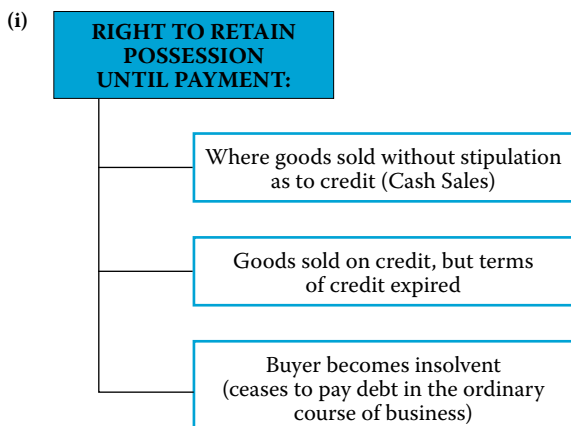 (i)
RIGHT TO RETAIN
POSSESSION
UNTIL PAYMENT:
Where goods sold without stipulation
as to credit (Cash Sales)
Goods sold on credit, but terms
of credit expired
Buyer becomes insolvent
(ceases to pay debt in the ordinary
course of business)